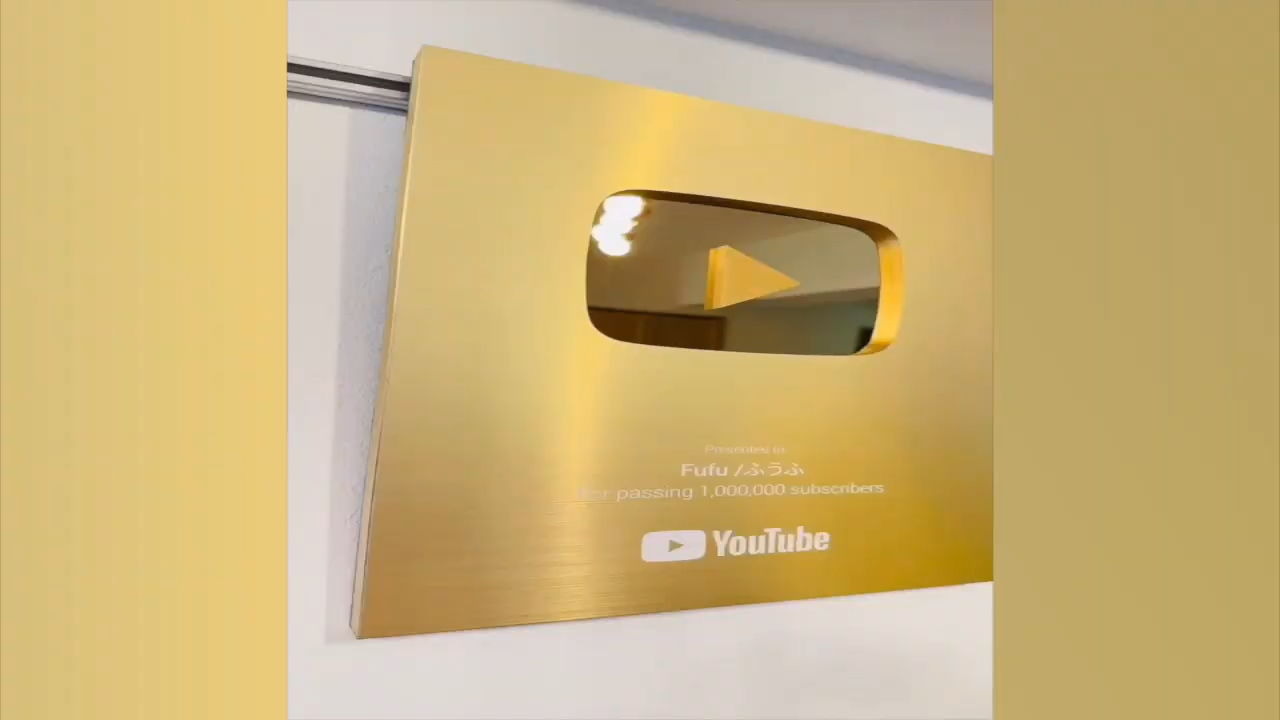 Presented to
Fufu /ふうふ
For passing 1,000,000 subscribers
YouTube